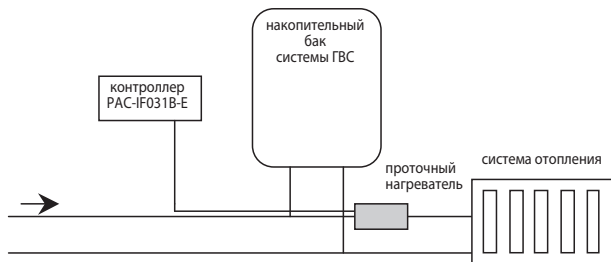 накопительный
бак
системы ГВС
контроллер
PAC-IF031B-E
проточный
нагреватель
система отопления